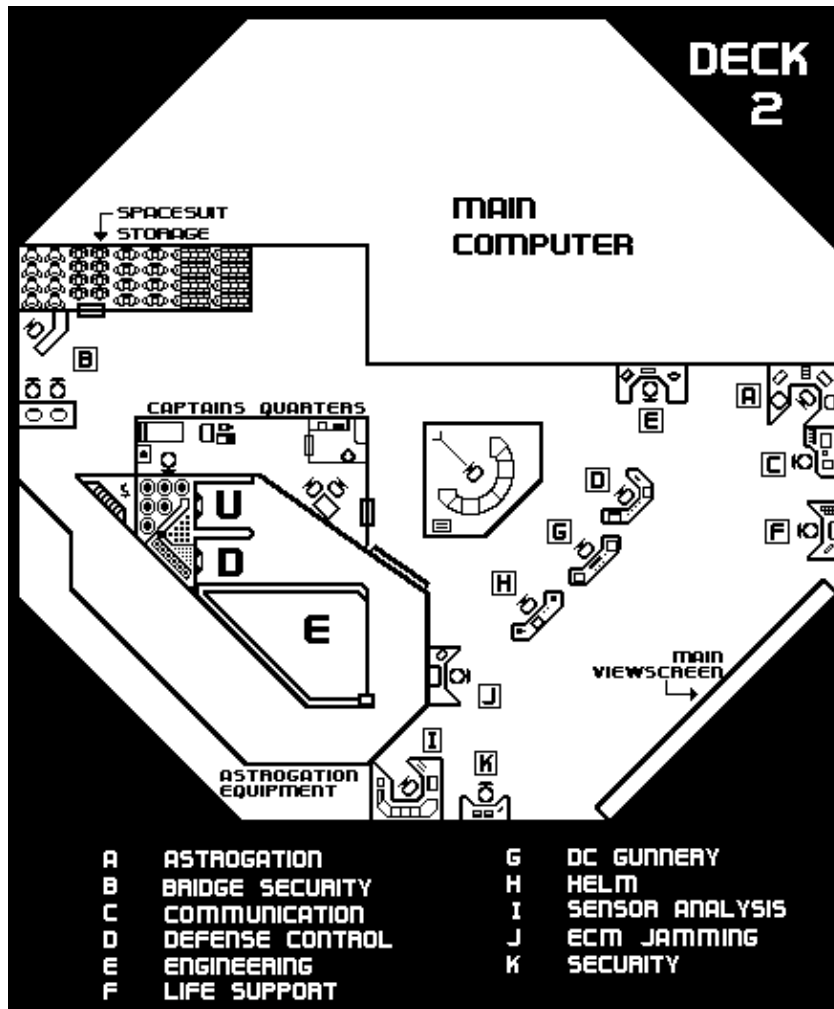 DECK
2
SPACESUIT
STORAGE
MAIN
COMPUTER
B
A
E
CAPTAINS QUARTERS
C
D
U
G
F
D
H
E
MAIN
VIEWSCREEN
J
I
K
ASTROGATION
EQUIPMENT
A ASTROGATION
B BRIDGE SECURITY
C COMMUNICATION
D DEFENSE CONTROL
E ENGINEERING
F LIFE SUPPORT
G DC GUNNERY
H HELM
I SENSOR ANALYSIS
J ECM JAMMING
K SECURITY